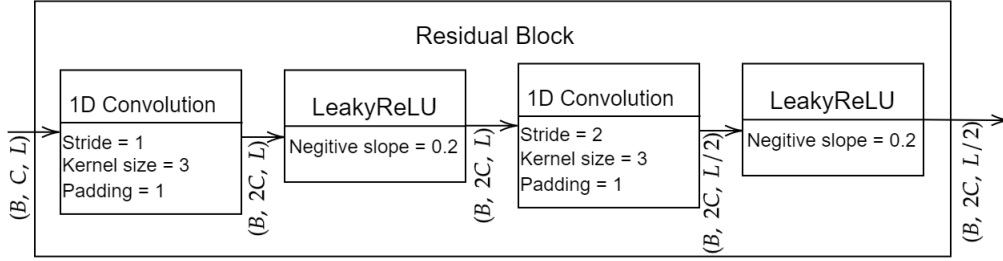 Residual Block
(B, C, L)
1D Convolution
Stride = 1
Kernel size = 3
Padding = 1
(B, 2C, L)
LeakyReLU
Negitive slope = 0.2
(B, 2C, L)
1D Convolution
Stride = 2
Kernel size = 3
Padding = 1
(B, 2C, L/2)
LeakyReLU
Negitive slope = 0.2
(B, 2C, L/2)